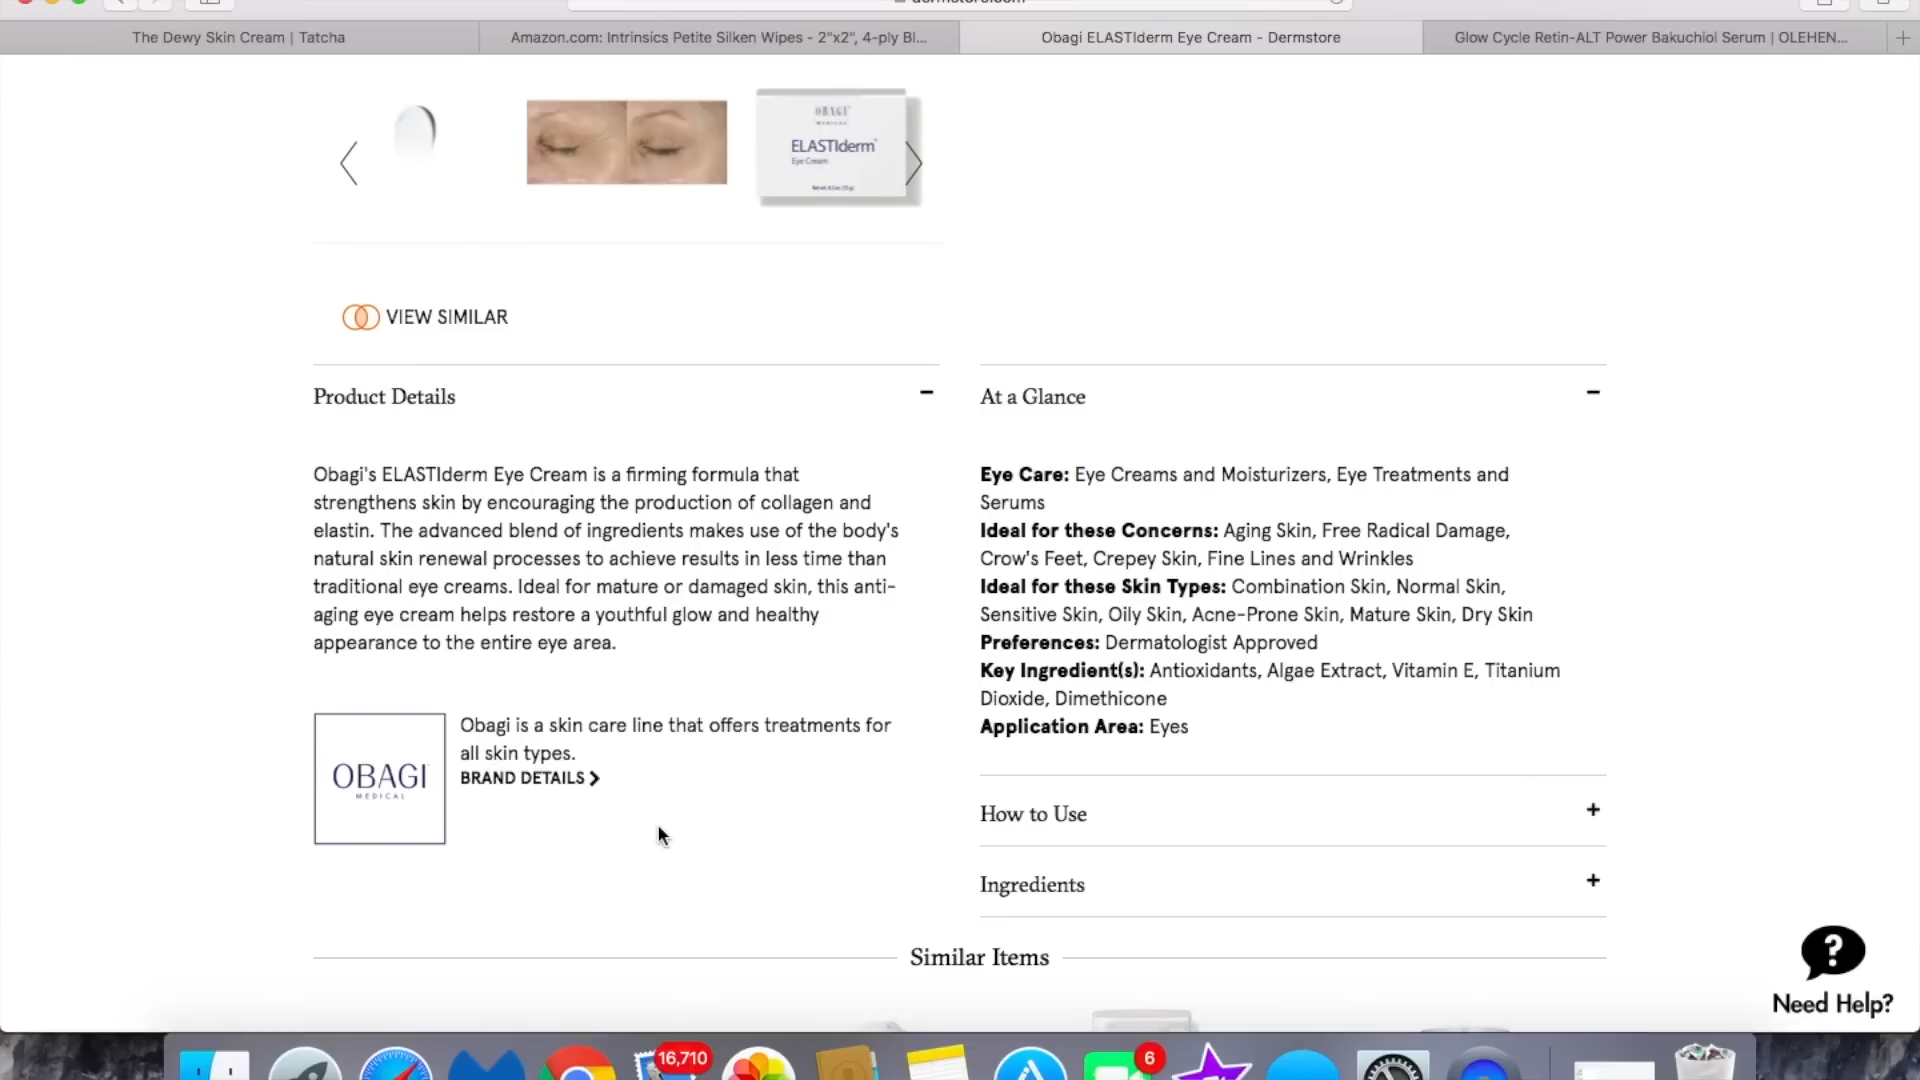 The Dewy Skin Cream | Tatcha
Amazon.com: Intrinsics Petite Silken Wipes - 2"x2", 4-ply Bl...
Obagi ELASTIderm Eye Cream - Dermstore
Glow Cycle Retin-ALT Power Bakuchiol Serum | OLEHEN...
OBAGI
MEDICAL
ELASTIderm™
Eye Cream
VIEW SIMILAR
Product Details
Obagi's ELASTIderm Eye Cream is a firming formula that
strengthens skin by encouraging the production of collagen and
elastin. The advanced blend of ingredients makes use of the body's
natural skin renewal processes to achieve results in less time than
traditional eye creams. Ideal for mature or damaged skin, this anti-
aging eye cream helps restore a youthful glow and healthy
appearance to the entire eye area.
OBAGI
MEDICAL
Obagi is a skin care line that offers treatments for
all skin types.
BRAND DETAILS
At a Glance
Eye Care: Eye Creams and Moisturizers, Eye Treatments and
Serums
Ideal for these Concerns: Aging Skin, Free Radical Damage,
Crow's Feet, Crepey Skin, Fine Lines and Wrinkles
Ideal for these Skin Types: Combination Skin, Normal Skin,
Sensitive Skin, Oily Skin, Acne-Prone Skin, Mature Skin, Dry Skin
Preferences: Dermatologist Approved
Key Ingredient(s): Antioxidants, Algae Extract, Vitamin E, Titanium
Dioxide, Dimethicone
Application Area: Eyes
How to Use
Ingredients
Similar Items
?
Need Help?
16,710
6